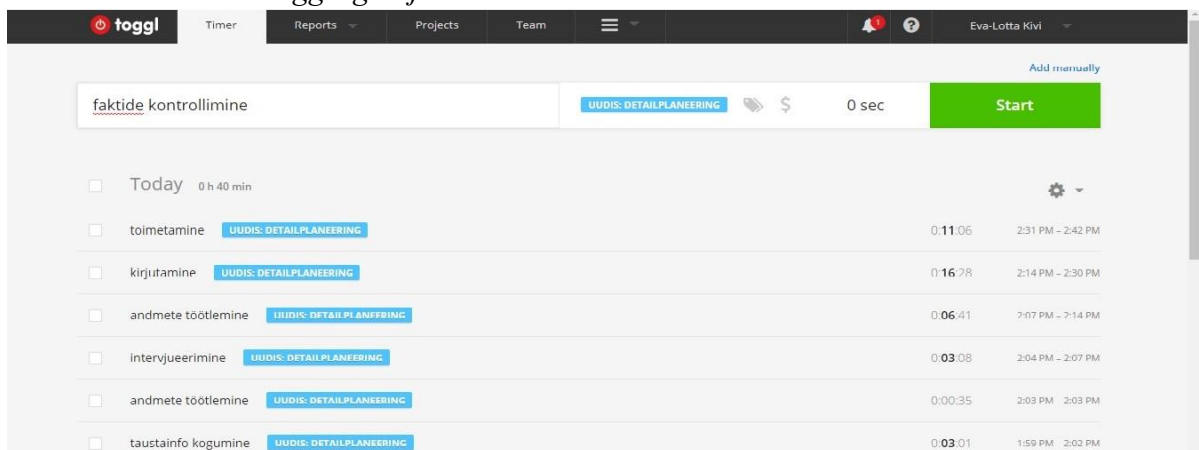 toggl Timer Reports Projects Team 1 ? Eva-Lotta Kivi
Add manually
faktide kontrollimine UUDIS: DETAILPLANEERING $ 0 sec Start
Today 0 h 40 min
toimetamine UUDIS: DETAILPLANEERING 0:11:06 2:31 PM – 2:42 PM
kirjutamine UUDIS: DETAILPLANEERING 0:16:28 2:14 PM – 2:30 PM
andmete töötlemine UUDIS: DETAILPLANEERING 0:06:41 2:07 PM – 2:14 PM
intervjueerimine UUDIS: DETAILPLANEERING 0:03:08 2:04 PM – 2:07 PM
andmete töötlemine UUDIS: DETAILPLANEERING 0:00:35 2:03 PM 2:03 PM
taustainfo kogumine UUDIS: DETAILPLANEERING 0:03:01 1:59 PM 2:02 PM